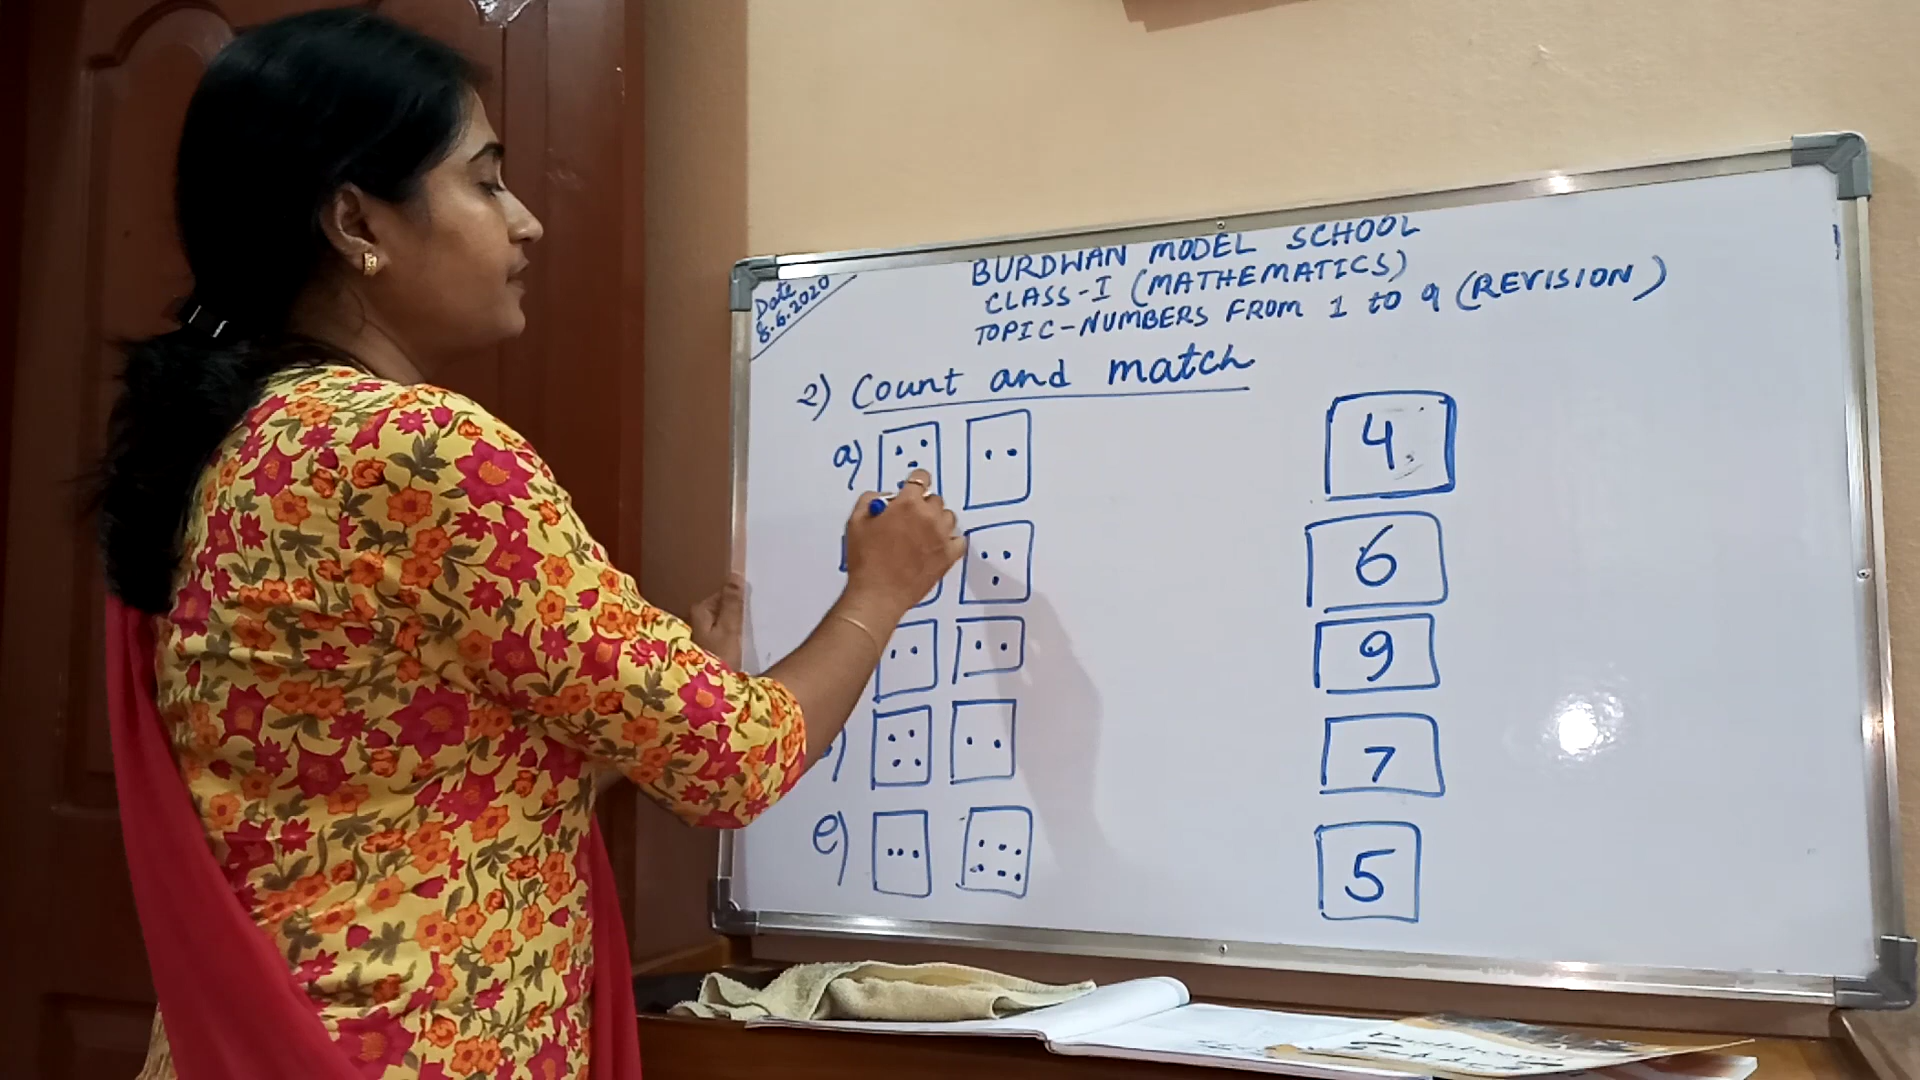 Date
8.6.2020
BURDWAN MODEL SCHOOL
CLASS-I (MATHEMATICS)
TOPIC-NUMBERS FROM 1 to 9 (REVISION)
2) Count and match
a)
4
6
9
7
e)
5